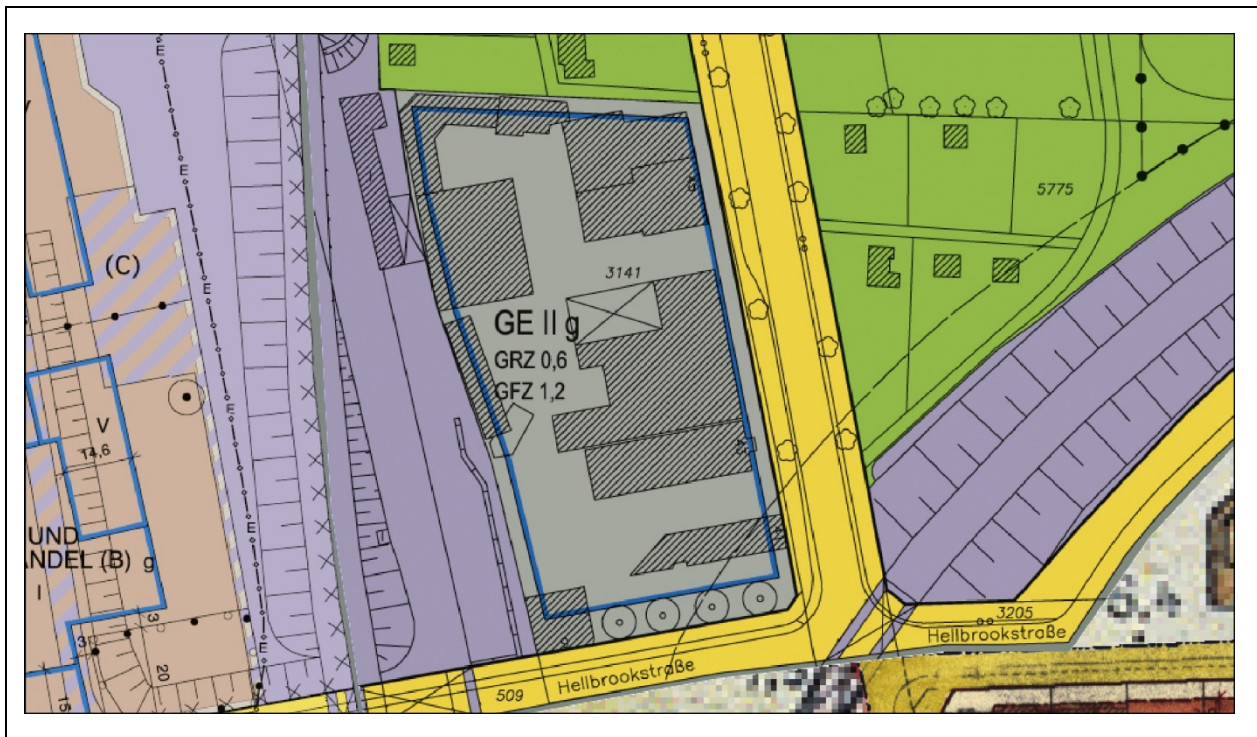 5775
(C)
3141
GE II g
GRZ 0,6
GFZ 1,2
V
14,6
UND
ANDEL (B) g
I
3
3
20
15
E
E
E
E
E
E
E
3205
Hellbrookstraße
Hellbrookstraße
509